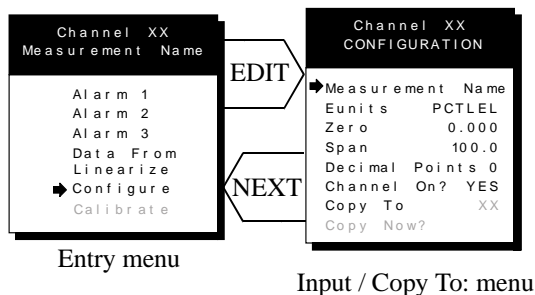 Channel XX
Measurement Name
Alarm 1
Alarm 2
Alarm 3
Data From
Linearize
Configure
Calibrate
Entry menu
EDIT
NEXT
Channel XX
CONFIGURATION
Measurement Name
Eunits PCTLEL
Zero 0.000
Span 100.0
Decimal Points 0
Channel On? YES
Copy To XX
Copy Now?
Input / Copy To: menu